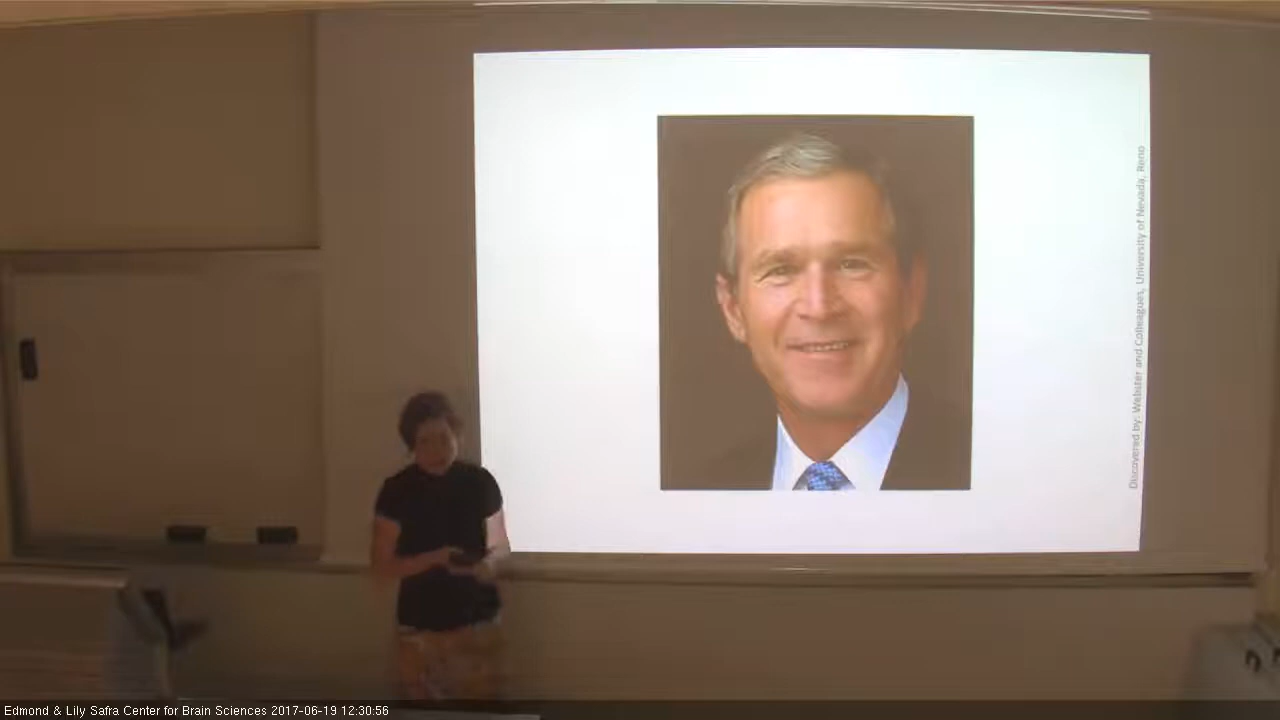 Discovered by: Webster and Colleagues, University of Nevada, Reno
Edmond & Lily Safra Center for Brain Sciences 2017-06-19 12:30:56